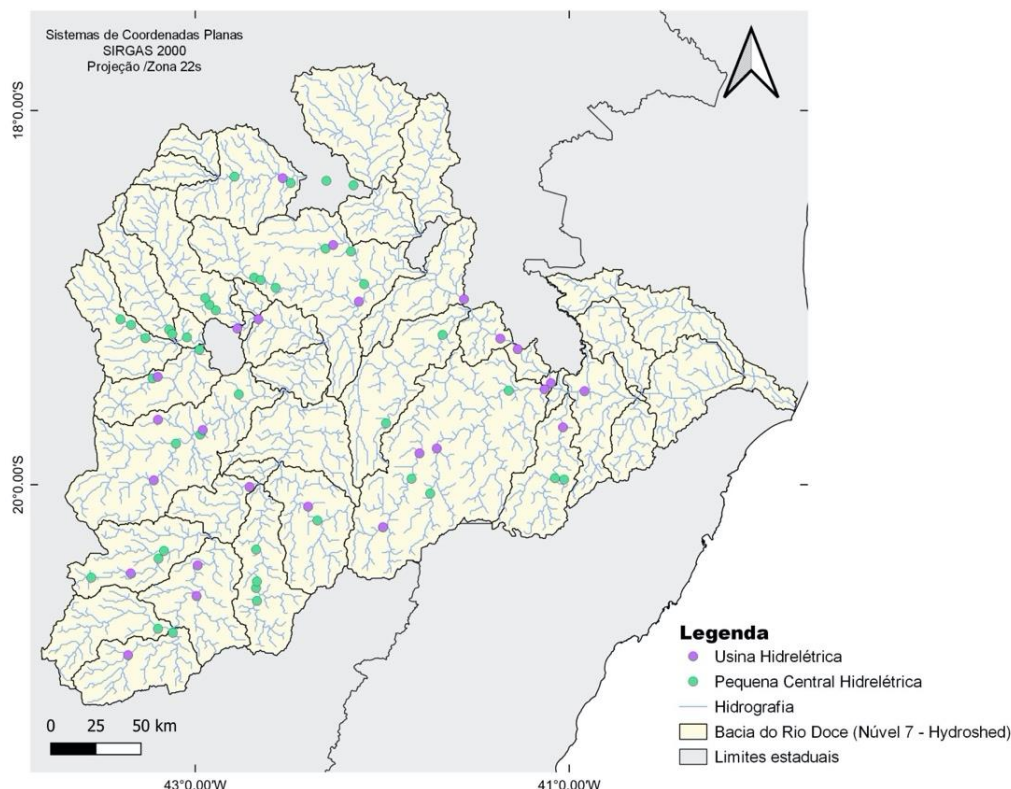 Sistemas de Coordenadas Planas
SIRGAS 2000
Projeção /Zona 22s
18°0.00'S
20°0.00'S
Legenda
Usina Hidrelétrica
Pequena Central Hidrelétrica
Hidrografia
Bacia do Rio Doce (Núvel 7 - Hydroshed)
Limites estaduais
0 25 50 km
43°0.00'W
41°0.00'W